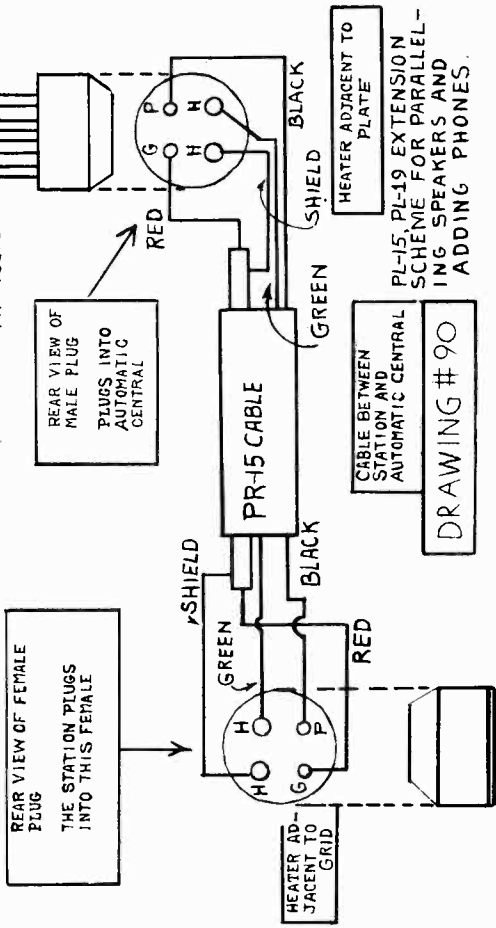 REAR VIEW OF FEMALE
PLUG
THE STATION PLUGS
INTO THIS FEMALE
REAR VIEW OF
MALE PLUG
PLUGS INTO
AUTOMATIC
CENTRAL
SHIELD
GREEN
H
H
G
P
BLACK
RED
HEATER AD-
JACENT TO
GRID
PR-15 CABLE
RED
G
P
H
H
BLACK
SHIELD
GREEN
HEATER ADJACENT TO
PLATE
CABLE BETWEEN
STATION AND
AUTOMATIC CENTRAL
DRAWING # 90
PL-15, PL-19 EXTENSION
SCHEME FOR PARALLEL-
ING SPEAKERS AND
ADDING PHONES.